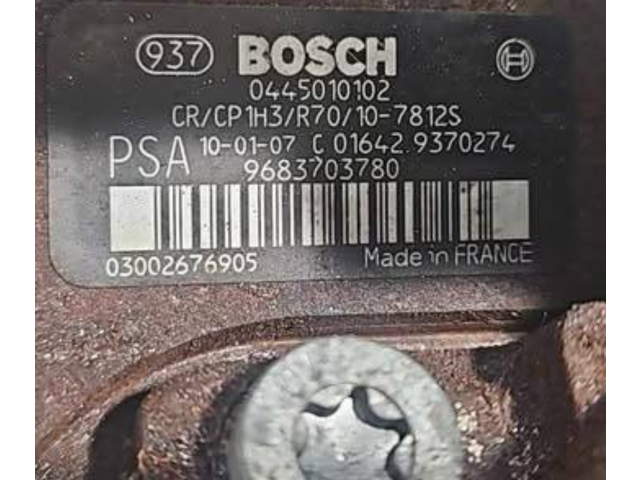 937 BOSCH
0445010102
CR/CP1H3/R70/10-7812S
PSA 10-01-07 C 01642 9370274
9683703780
03002676905 Made in FRANCE